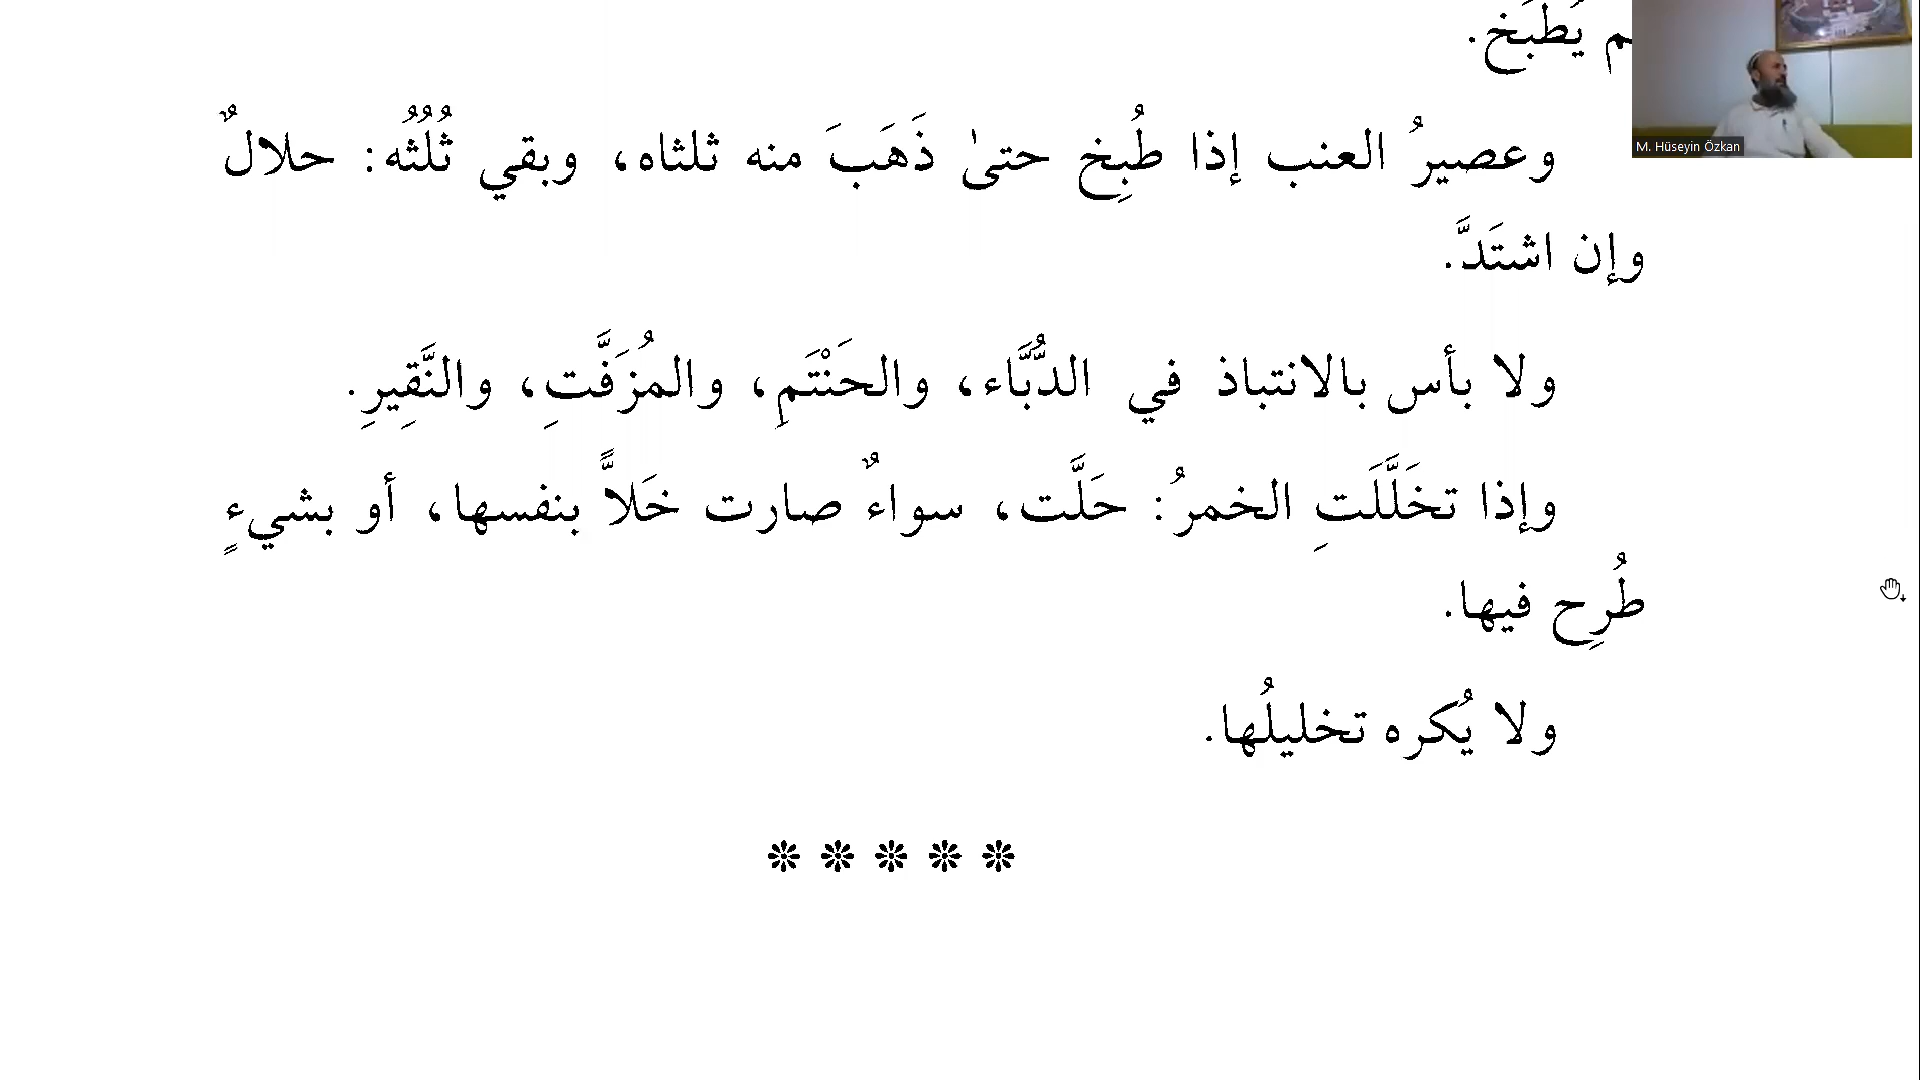 يُطبَخ.
M. Hüseyin Özkan
وعصيرُ العنب إذا طُبِخ حتىٰ ذَهَبَ منه ثلثاه، وبقي ثُلُثُه: حلالٌ
وإن اشتَدَّ.
ولا بأس بالانتباذ في الدُّبَّاء، والحَنْتَمِ، والمُزَفَّتِ، والنَّقِيرِ.
وإذا تخَلَّلَتِ الخمرُ: حَلَّت، سواءٌ صارت خَلاًّ بنفسها، أو بشيءٍ
طُرِح فيها.
ولا يُكره تخليلُها.